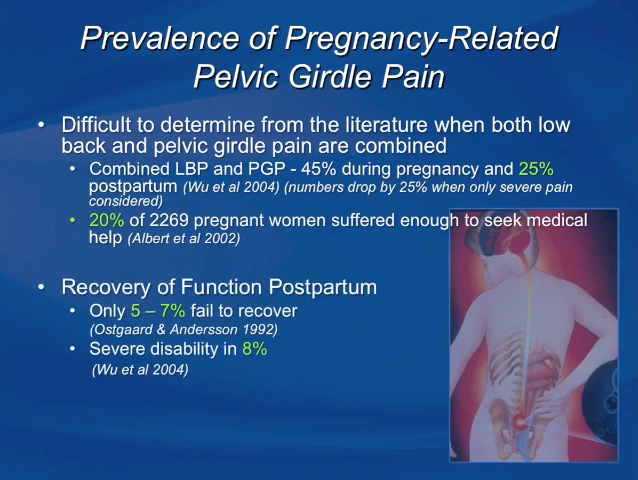 Prevalence of Pregnancy-Related
Pelvic Girdle Pain
• Difficult to determine from the literature when both low
back and pelvic girdle pain are combined
• Combined LBP and PGP - 45% during pregnancy and 25%
postpartum (Wu et al 2004) (numbers drop by 25% when only severe pain
considered)
• 20% of 2269 pregnant women suffered enough to seek medical
help (Albert et al 2002)
• Recovery of Function Postpartum
• Only 5 – 7% fail to recover
(Ostgaard & Andersson 1992)
• Severe disability in 8%
(Wu et al 2004)